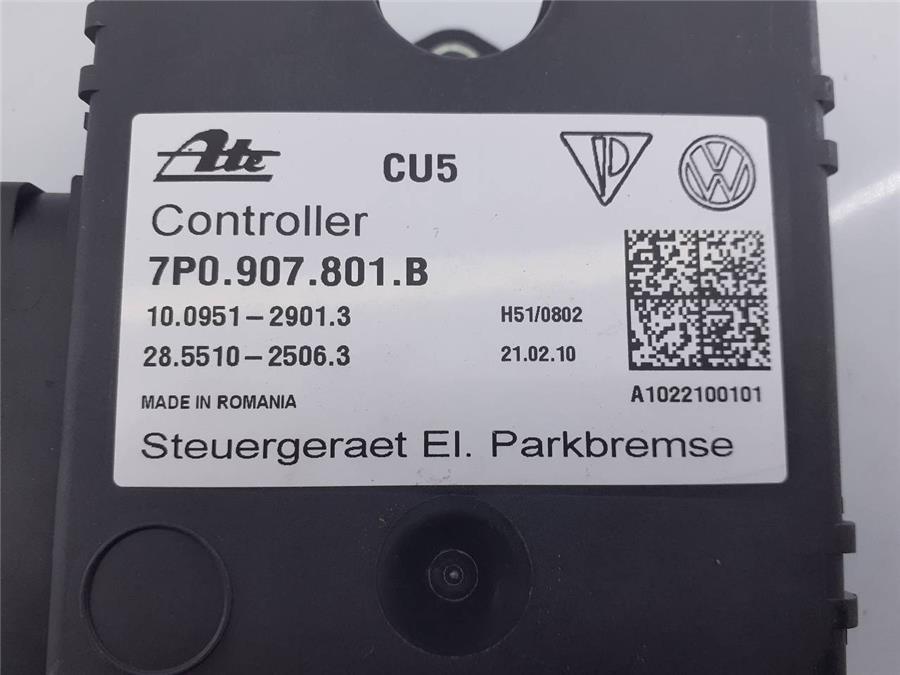 Ate CU5
Controller
7P0.907.801.B
10.0951-2901.3 H51/0802
28.5510-2506.3 21.02.10
MADE IN ROMANIA A1022100101
Steuergeraet El. Parkbremse